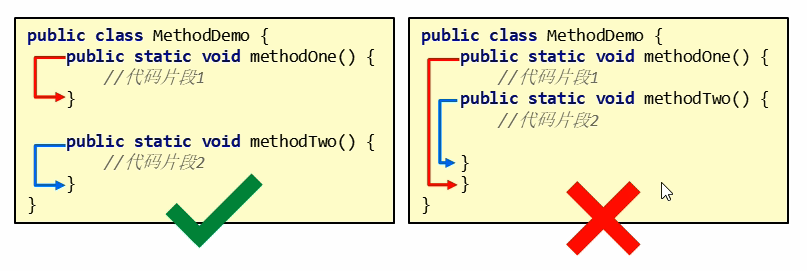 public class MethodDemo {
public static void methodOne() {
//代码片段1
}
public static void methodTwo() {
//代码片段2
}
}
public class MethodDemo {
public static void methodOne() {
//代码片段1
public static void methodTwo() {
//代码片段2
}
}
}